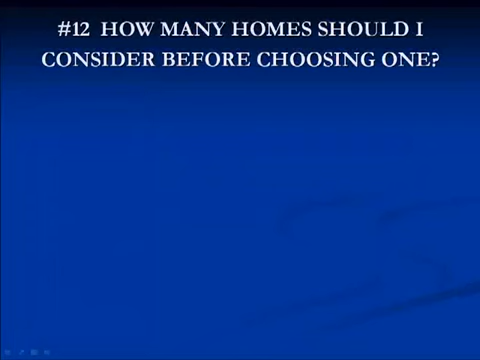 #12 HOW MANY HOMES SHOULD I
CONSIDER BEFORE CHOOSING ONE?